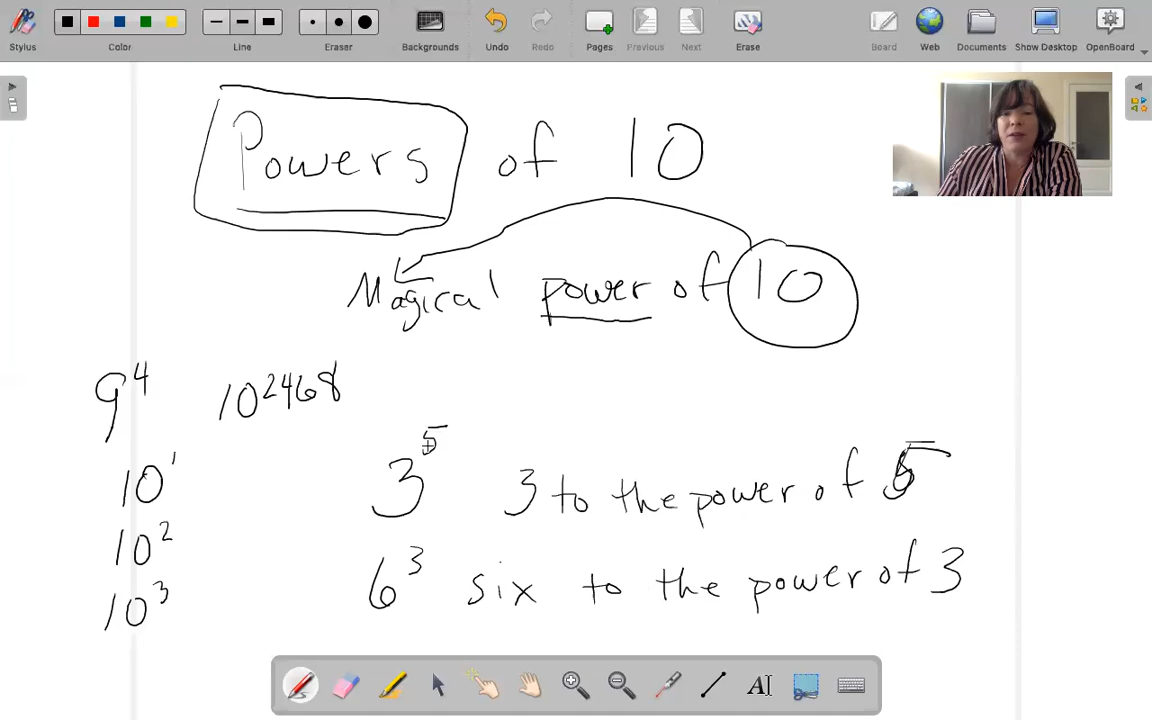 Stylus Color Line Eraser Backgrounds Undo Redo Pages Previous Next Erase Board Web Documents Show Desktop OpenBoard
Powers of 10
Magical power of 10
9⁴ 10²⁴⁶⁸
3⁵ 3 to the power of 5
10¹
10²
6³ six to the power of 3
10³